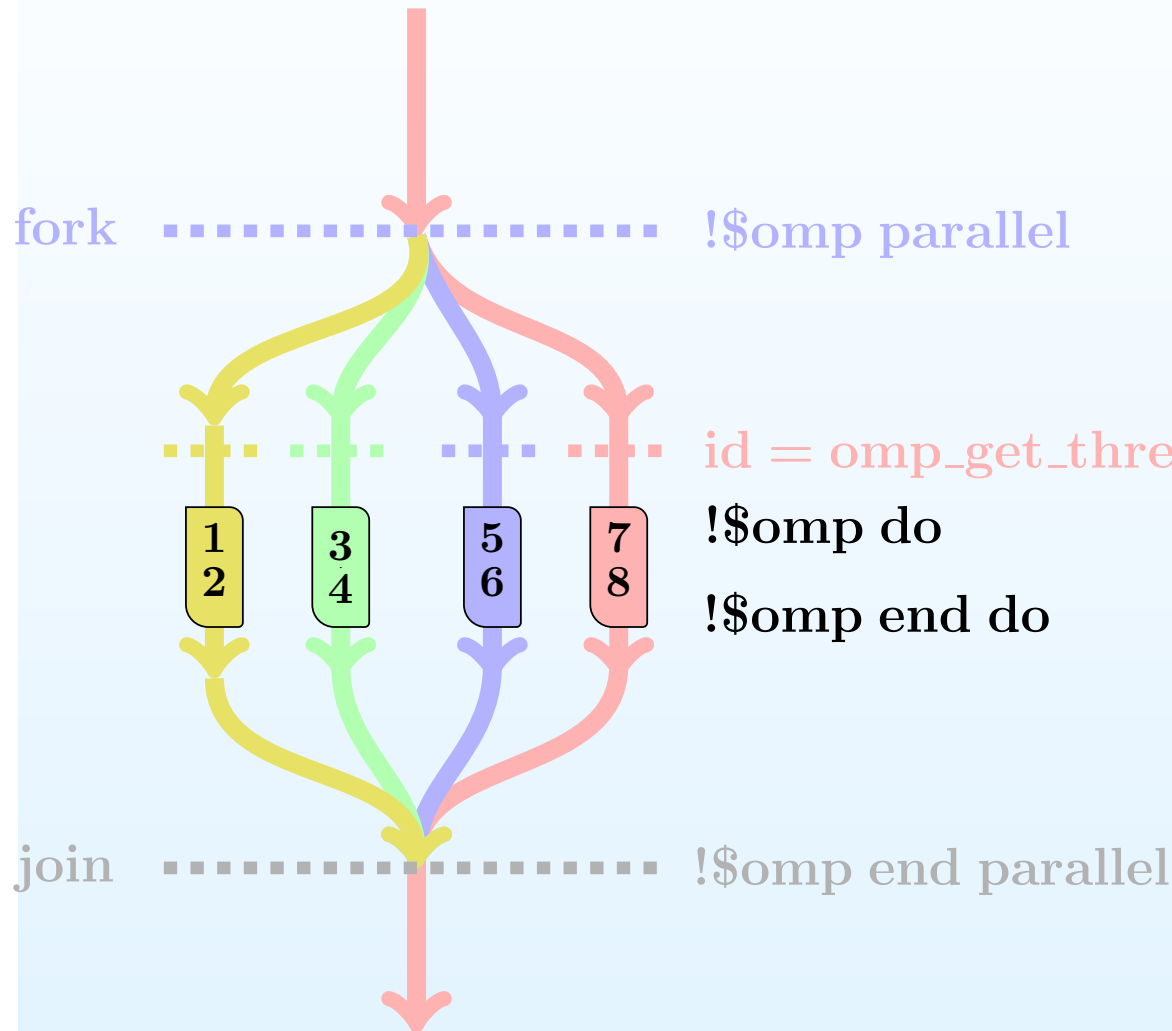 fork
!$omp parallel
id = omp_get_thre
1 3 5 7
2 4 6 8
!$omp do
!$omp end do
join
!$omp end parallel